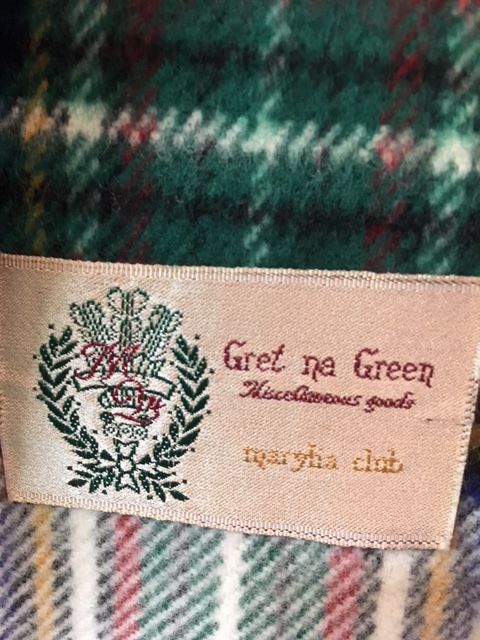 Gret na Green
Miscellaneous goods
maryha club